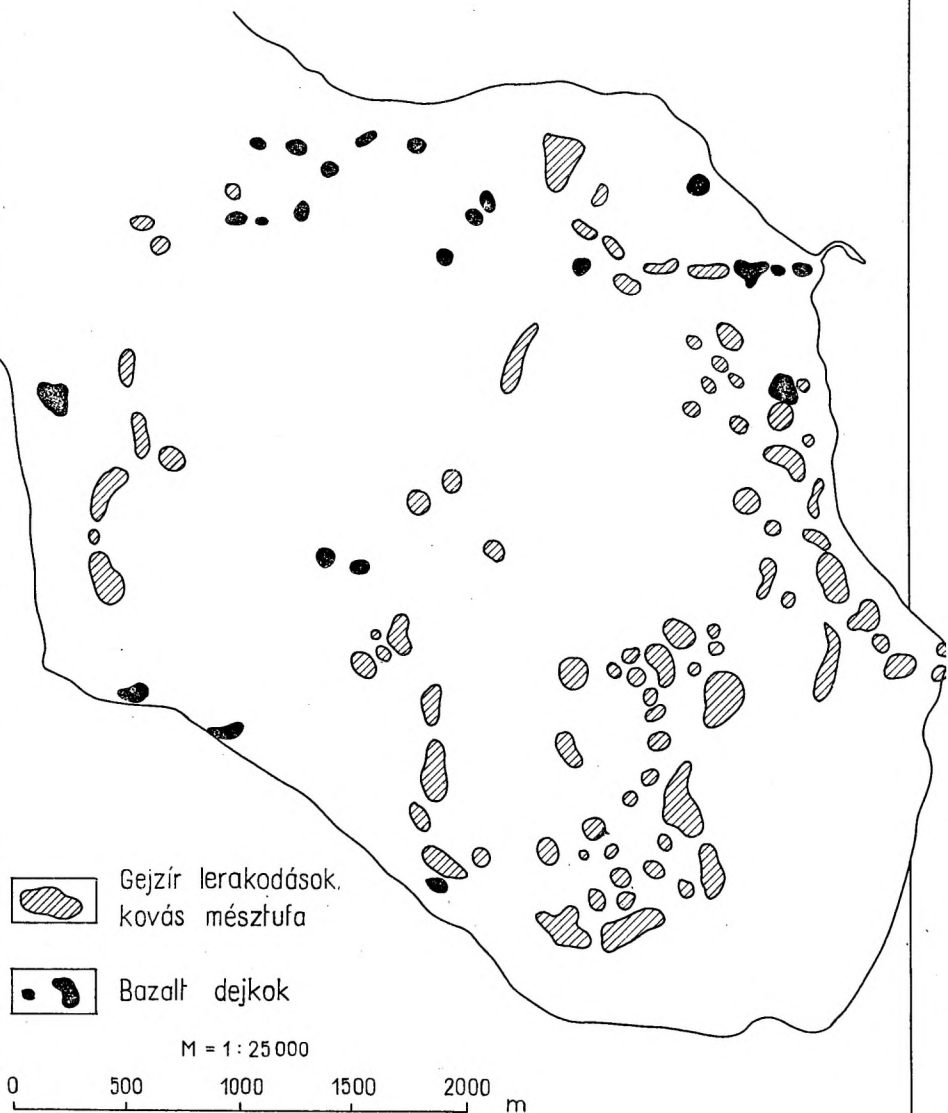 Gejzír lerakodások,
kovás mésztufa
Bazalt dejkok
M = 1 : 25 000
0 500 1000 1500 2000 m